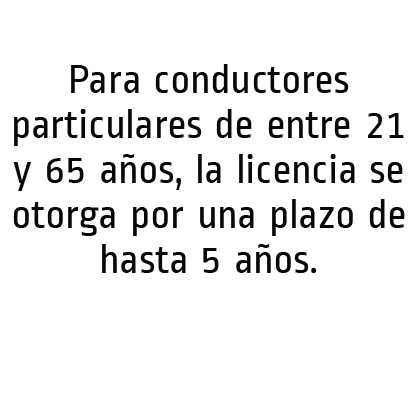 Para conductores
particulares de entre 21
y 65 años, la licencia se
otorga por una plazo de
hasta 5 años.